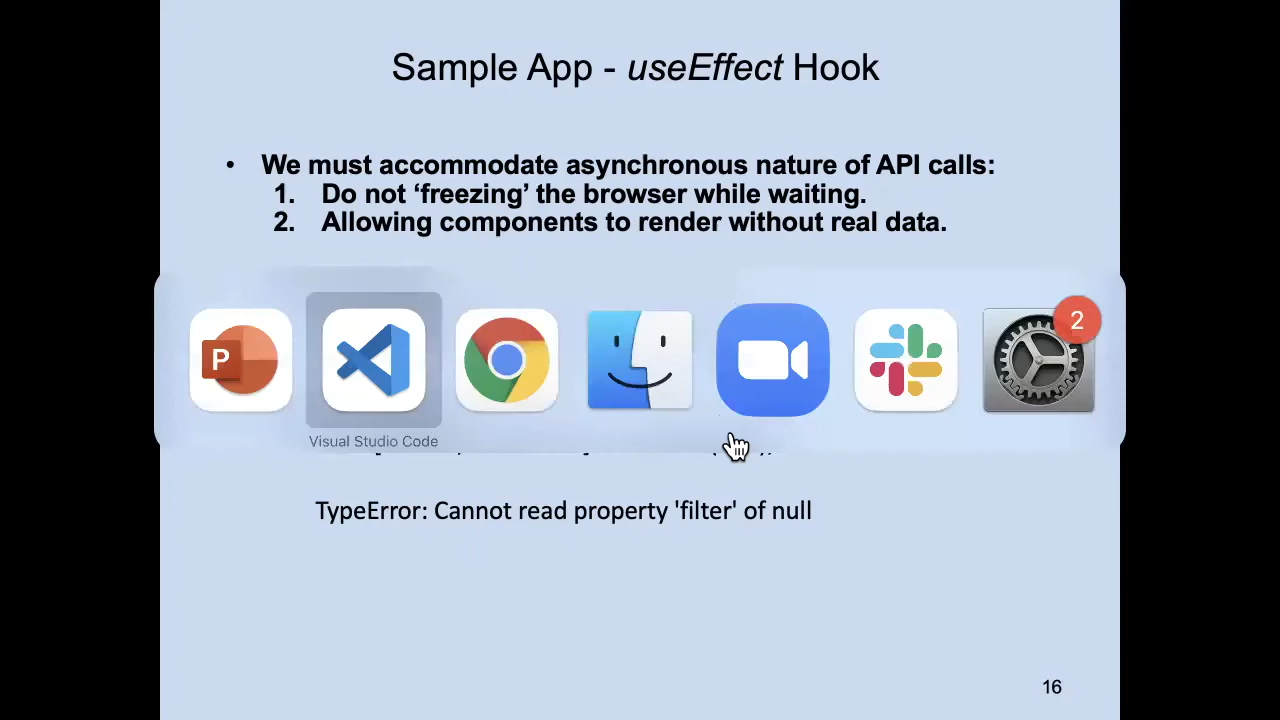 Sample App - useEffect Hook
• We must accommodate asynchronous nature of API calls:
1. Do not ‘freezing’ the browser while waiting.
2. Allowing components to render without real data.
P
2
Visual Studio Code
TypeError: Cannot read property 'filter' of null
16